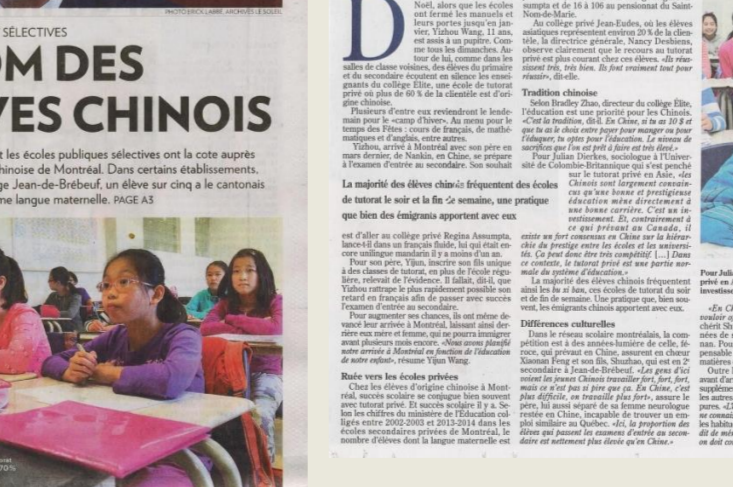 PHOTO ERICK LABBÉ, ARCHIVES LE SOLEIL
SÉLECTIVES
OM DES
VES CHINOIS
t les écoles publiques sélectives ont la cote auprès
hinoise de Montréal. Dans certains établissements,
ge Jean-de-Brébeuf, un élève sur cinq a le cantonais
me langue maternelle. PAGE A3
70%
D
Noël, alors que les écoles
ont fermé les manuels et
leurs portes jusqu'en jan-
vier, Yizhou Wang, 11 ans,
est assis à un pupitre. Com-
me tous les dimanches. Au-
tour de lui, comme dans les
salles de classe voisines, des élèves du primaire
et du secondaire écoutent en silence les ensei-
gnants du collège Élite, une école de tutorat
privé où plus de 60 % de la clientèle est d'ori-
gine chinoise.
Plusieurs d'entre eux reviendront le lende-
main pour le «camp d'hiver». Au menu pour le
temps des Fêtes : cours de français, de mathé-
matiques et d'anglais, entre autres.
Yizhou, arrivé à Montréal avec son père en
mars dernier, de Nankin, en Chine, se prépare
à l'examen d'entrée au secondaire. Son souhait
La majorité des élèves chinois fréquentent des écoles
de tutorat le soir et la fin de semaine, une pratique
que bien des émigrants apportent avec eux
est d'aller au collège privé Regina Assumpta,
lance-t-il dans un français fluide, lui qui était en-
core unilingue mandarin il y a moins d'un an.
Pour son père, Yijun, inscrire son fils unique
à des classes de tutorat, en plus de l'école régu-
lière, relevait de l'évidence. Il fallait, dit-il, que
Yizhou rattrape le plus rapidement possible son
retard en français afin de passer avec succès
l'examen d'entrée au secondaire.
Pour augmenter ses chances, ils ont même de-
vancé leur arrivée à Montréal, laissant ainsi der-
rière eux mère et femme, qui ne pourra immigrer
avant plusieurs mois encore. «Nous avons planifié
notre arrivée à Montréal en fonction de l'éducation
de notre enfant», résume Yijun Wang.
Ruée vers les écoles privées
Chez les élèves d'origine chinoise à Mont-
réal, succès scolaire se conjugue bien souvent
avec tutorat privé. Et succès scolaire il y a. Se-
lon les chiffres du ministère de l'Éducation col-
ligés entre 2002-2003 et 2013-2014 dans les
écoles secondaires privées de Montréal, le
nombre d'élèves dont la langue maternelle est
sumpta et de 16 à 106 au pensionnat du Saint-
Nom-de-Marie.
Au collège privé Jean-Eudes, où les élèves
asiatiques représentent environ 20 % de la clien-
tèle, la directrice générale, Nancy Desbiens,
observe clairement que le recours au tutorat
privé est plus courant chez ces élèves. «Ils réus-
sissent très, très bien. Ils font vraiment tout pour
réussir», dit-elle.
Tradition chinoise
Selon Bradley Zhao, directeur du collège Élite,
l'éducation est une priorité pour les Chinois.
«C'est la tradition, dit-il. En Chine, si tu as 10 $ et
que tu as le choix entre payer pour manger ou pour
t'éduquer, tu optes pour l'éducation. Le niveau de
sacrifices que l'on est prêt à faire est très élevé.»
Pour Julian Dierkes, sociologue à l'Univer-
sité de Colombie-Britannique qui s'est penché
sur le tutorat privé en Asie, «les
Chinois sont largement convain-
cus qu'une bonne et prestigieuse
éducation mène directement à
une bonne carrière. C'est un in-
vestissement. Et, contrairement à
ce qui prévaut au Canada, il
existe un fort consensus en Chine sur la hiérar-
chie du prestige entre les écoles et les universi-
tés. Ça peut donc être très compétitif. [...] Dans
ce contexte, le tutorat privé est une partie nor-
male du système d'éducation.»
La majorité des élèves chinois fréquentent
ainsi les bu si ban, ces écoles de tutorat du soir
et de fin de semaine. Une pratique que, bien sou-
vent, les émigrants chinois apportent avec eux.
Différences culturelles
Dans le réseau scolaire montréalais, la com-
pétition est à des années-lumière de celle, fé-
roce, qui prévaut en Chine, assurent en chœur
Xiaonan Feng et son fils, Shuzhao, qui est en 2e
secondaire à Jean-de-Brébeuf. «Les gens d'ici
voient les jeunes Chinois travailler fort, fort, fort,
mais ce n'est pas si pire que ça. En Chine, c'est
plus difficile, on travaille plus fort», assure le
père, lui aussi séparé de sa femme neurologue
restée en Chine, incapable de trouver un em-
ploi similaire au Québec. «Ici, la proportion des
élèves qui passent les examens d'entrée au secon-
daire est nettement plus élevée qu'en Chine.»
Pour Juli
privé en A
investiss
«En Ch
vouloir a
chérit Sh
nées de
nan. Pou
pensable
matières
Outre l
avant d'ar
supplémen
les autres
pures. «L'
ne connai
les habitu
dit de mê
on doit co